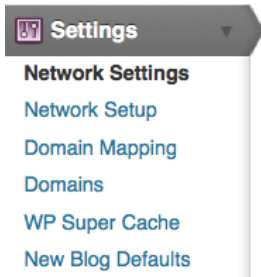 Settings
Network Settings
Network Setup
Domain Mapping
Domains
WP Super Cache
New Blog Defaults